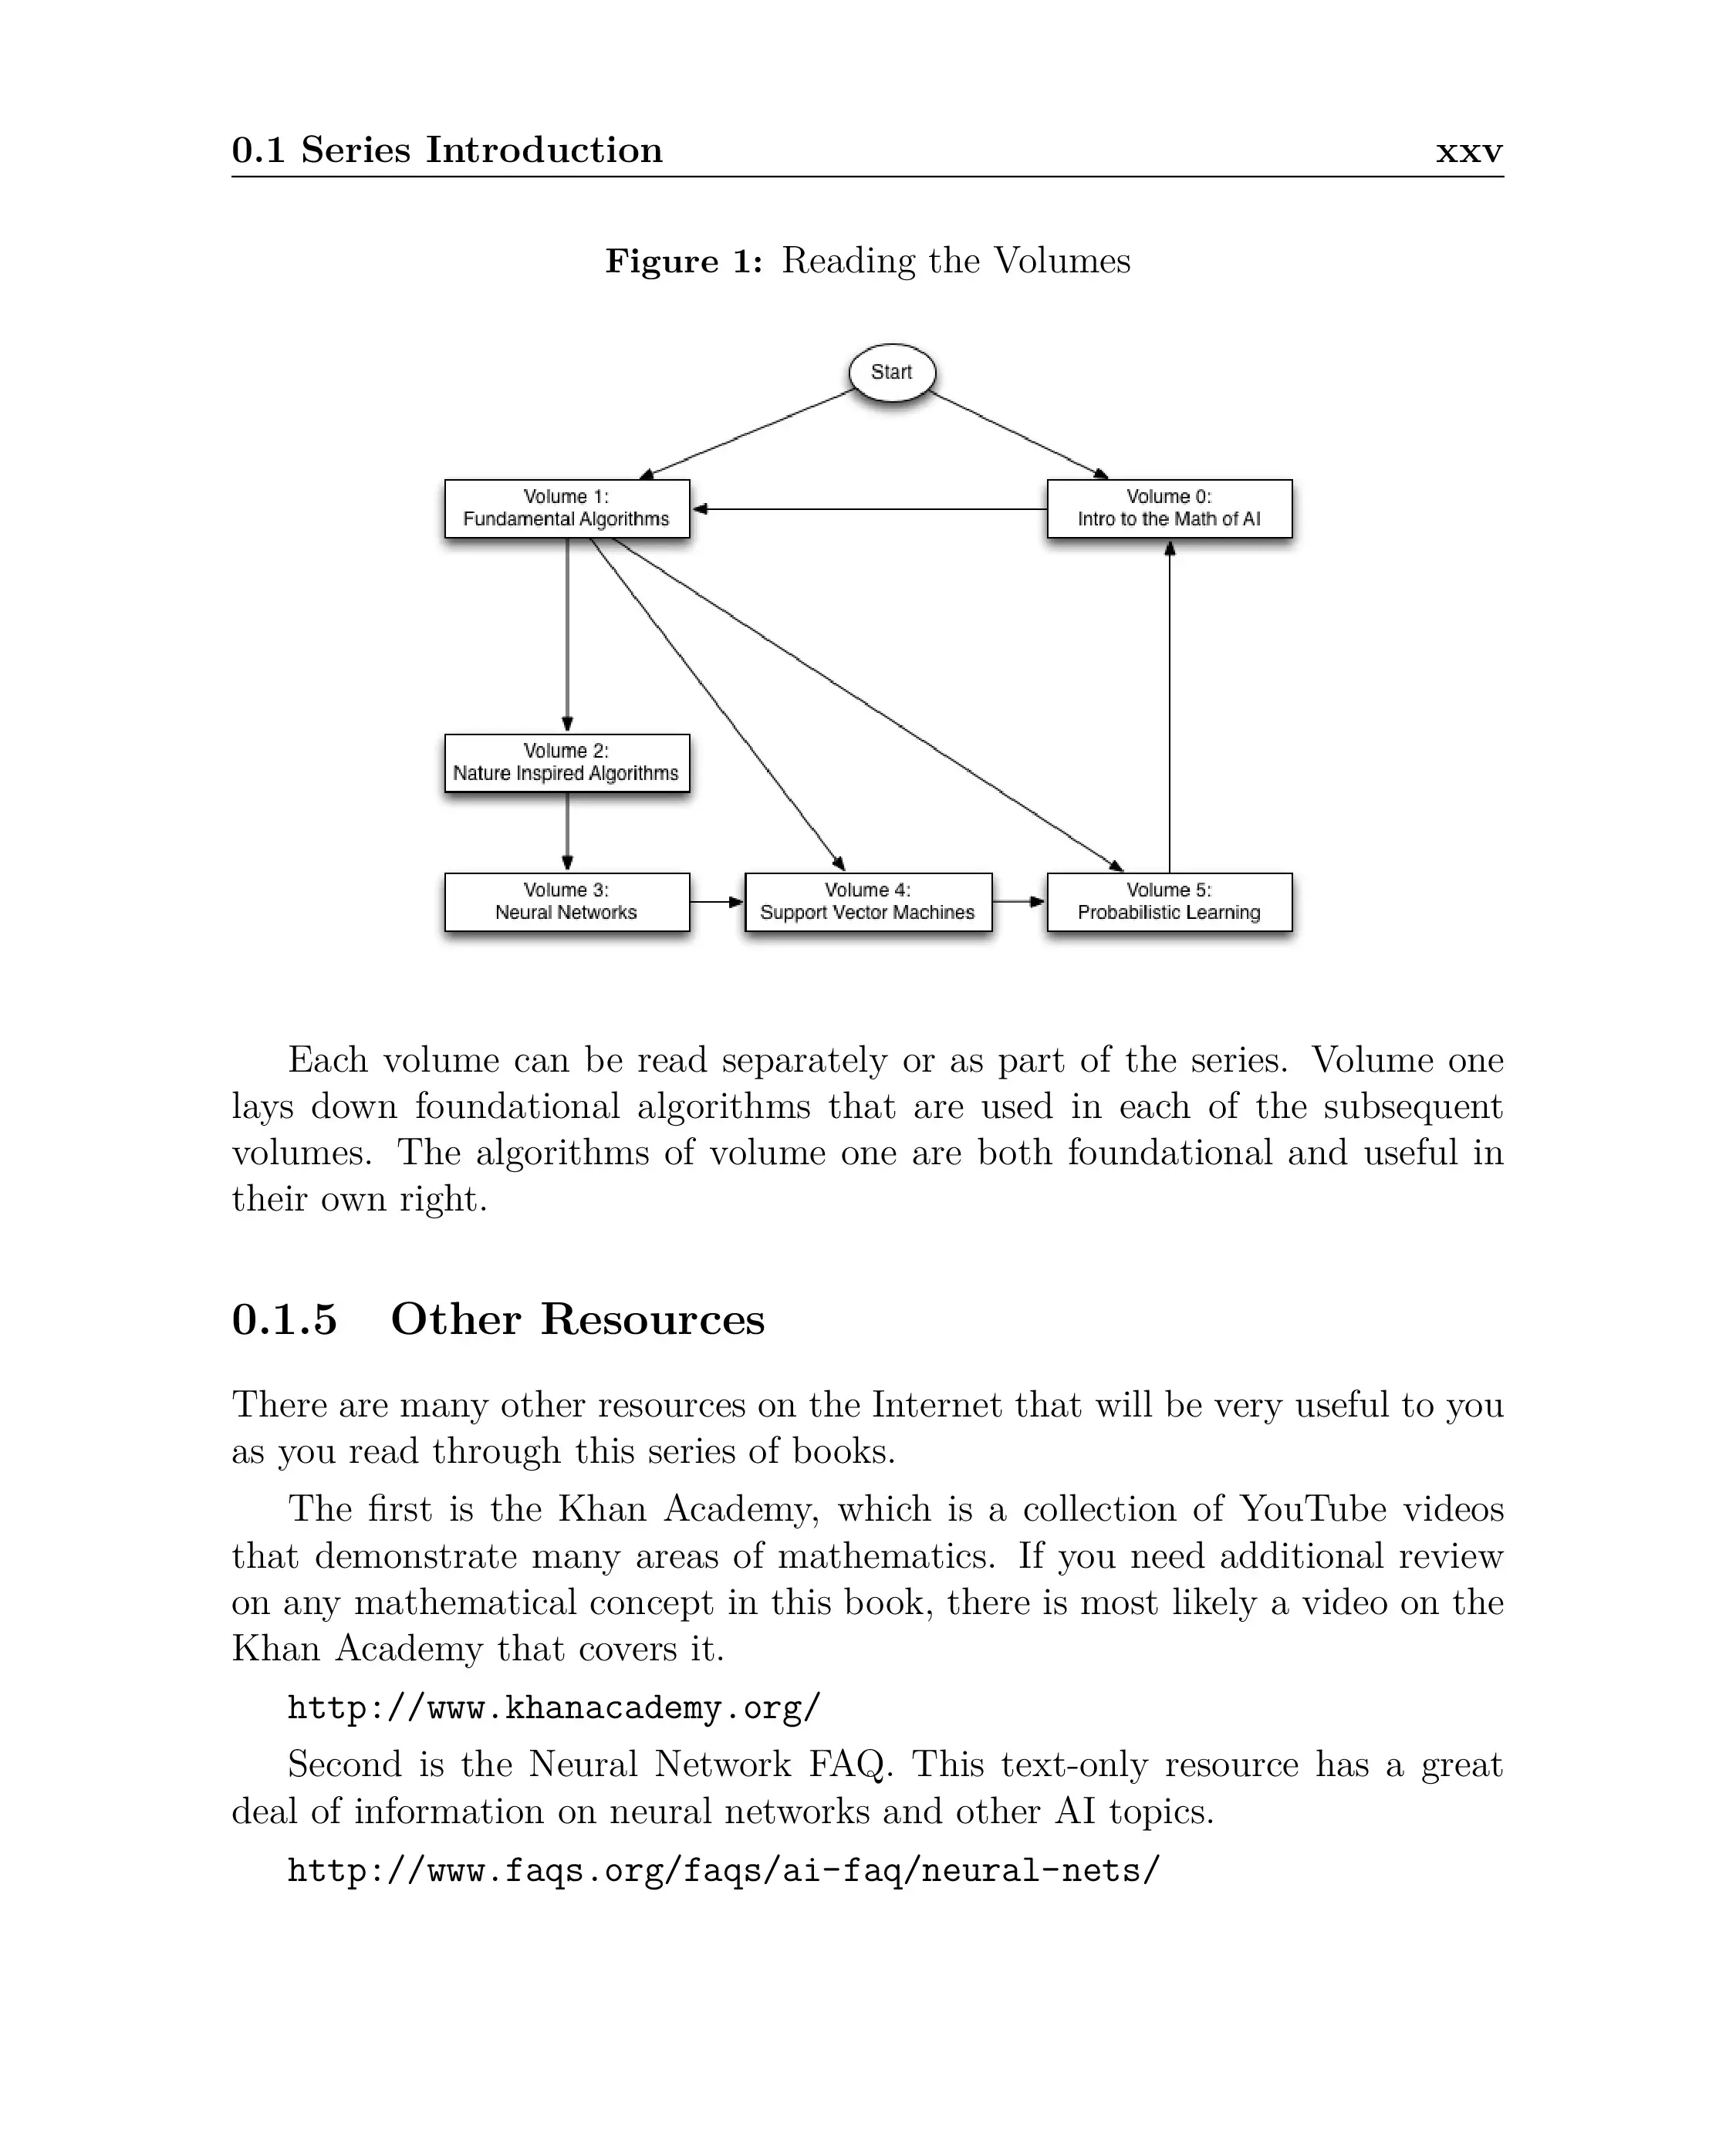 0.1 Series Introduction xxv
Figure 1: Reading the Volumes
Start
Volume 1:
Fundamental Algorithms
Volume 0:
Intro to the Math of AI
Volume 2:
Nature Inspired Algorithms
Volume 3:
Neural Networks
Volume 4:
Support Vector Machines
Volume 5:
Probabilistic Learning
Each volume can be read separately or as part of the series. Volume one
lays down foundational algorithms that are used in each of the subsequent
volumes. The algorithms of volume one are both foundational and useful in
their own right.
0.1.5 Other Resources
There are many other resources on the Internet that will be very useful to you
as you read through this series of books.
The first is the Khan Academy, which is a collection of YouTube videos
that demonstrate many areas of mathematics. If you need additional review
on any mathematical concept in this book, there is most likely a video on the
Khan Academy that covers it.
http://www.khanacademy.org/
Second is the Neural Network FAQ. This text-only resource has a great
deal of information on neural networks and other AI topics.
http://www.faqs.org/faqs/ai-faq/neural-nets/